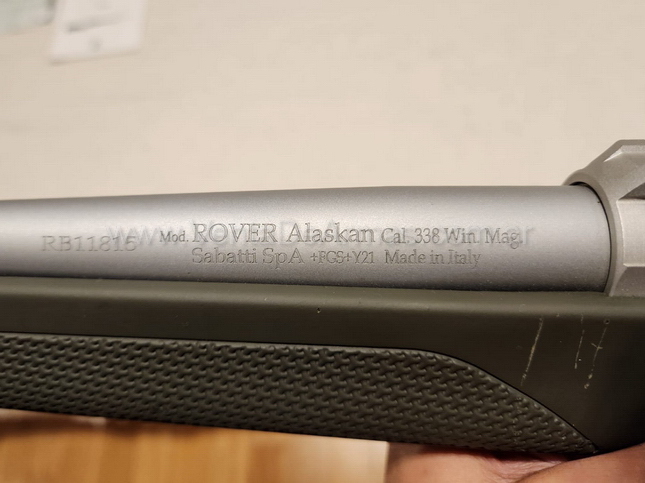 RB11815 Mod. ROVER Alaskan Cal. 338 Win. Mag.
Sabatti SpA +FGS+Y21 Made in Italy